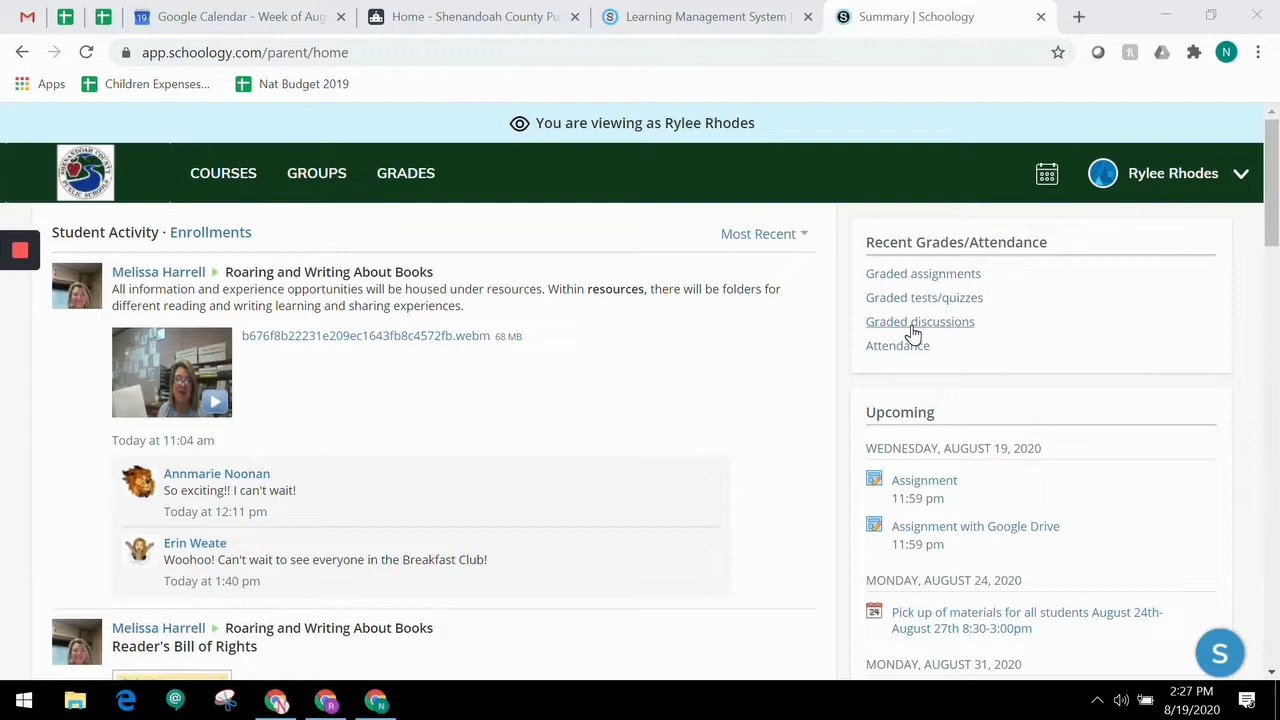 Google Calendar - Week of Aug
Home - Shenandoah County Pu
Learning Management System
Summary | Schoology
app.schoology.com/parent/home
N
Apps
Children Expenses...
Nat Budget 2019
You are viewing as Rylee Rhodes
COURSES
GROUPS
GRADES
Rylee Rhodes
Student Activity · Enrollments
Most Recent
Melissa Harrell Roaring and Writing About Books
All information and experience opportunities will be housed under resources. Within resources, there will be folders for
different reading and writing learning and sharing experiences.
b676f8b22231e209ec1643fb8c4572fb.webm 68 MB
Today at 11:04 am
Annmarie Noonan
So exciting!! I can't wait!
Today at 12:11 pm
Erin Weate
Woohoo! Can't wait to see everyone in the Breakfast Club!
Today at 1:40 pm
Melissa Harrell Roaring and Writing About Books
Reader's Bill of Rights
Recent Grades/Attendance
Graded assignments
Graded tests/quizzes
Graded discussions
Attendance
Upcoming
WEDNESDAY, AUGUST 19, 2020
Assignment
11:59 pm
Assignment with Google Drive
11:59 pm
MONDAY, AUGUST 24, 2020
24
Pick up of materials for all students August 24th-
August 27th 8:30-3:00pm
MONDAY, AUGUST 31, 2020
S
2:27 PM
8/19/2020